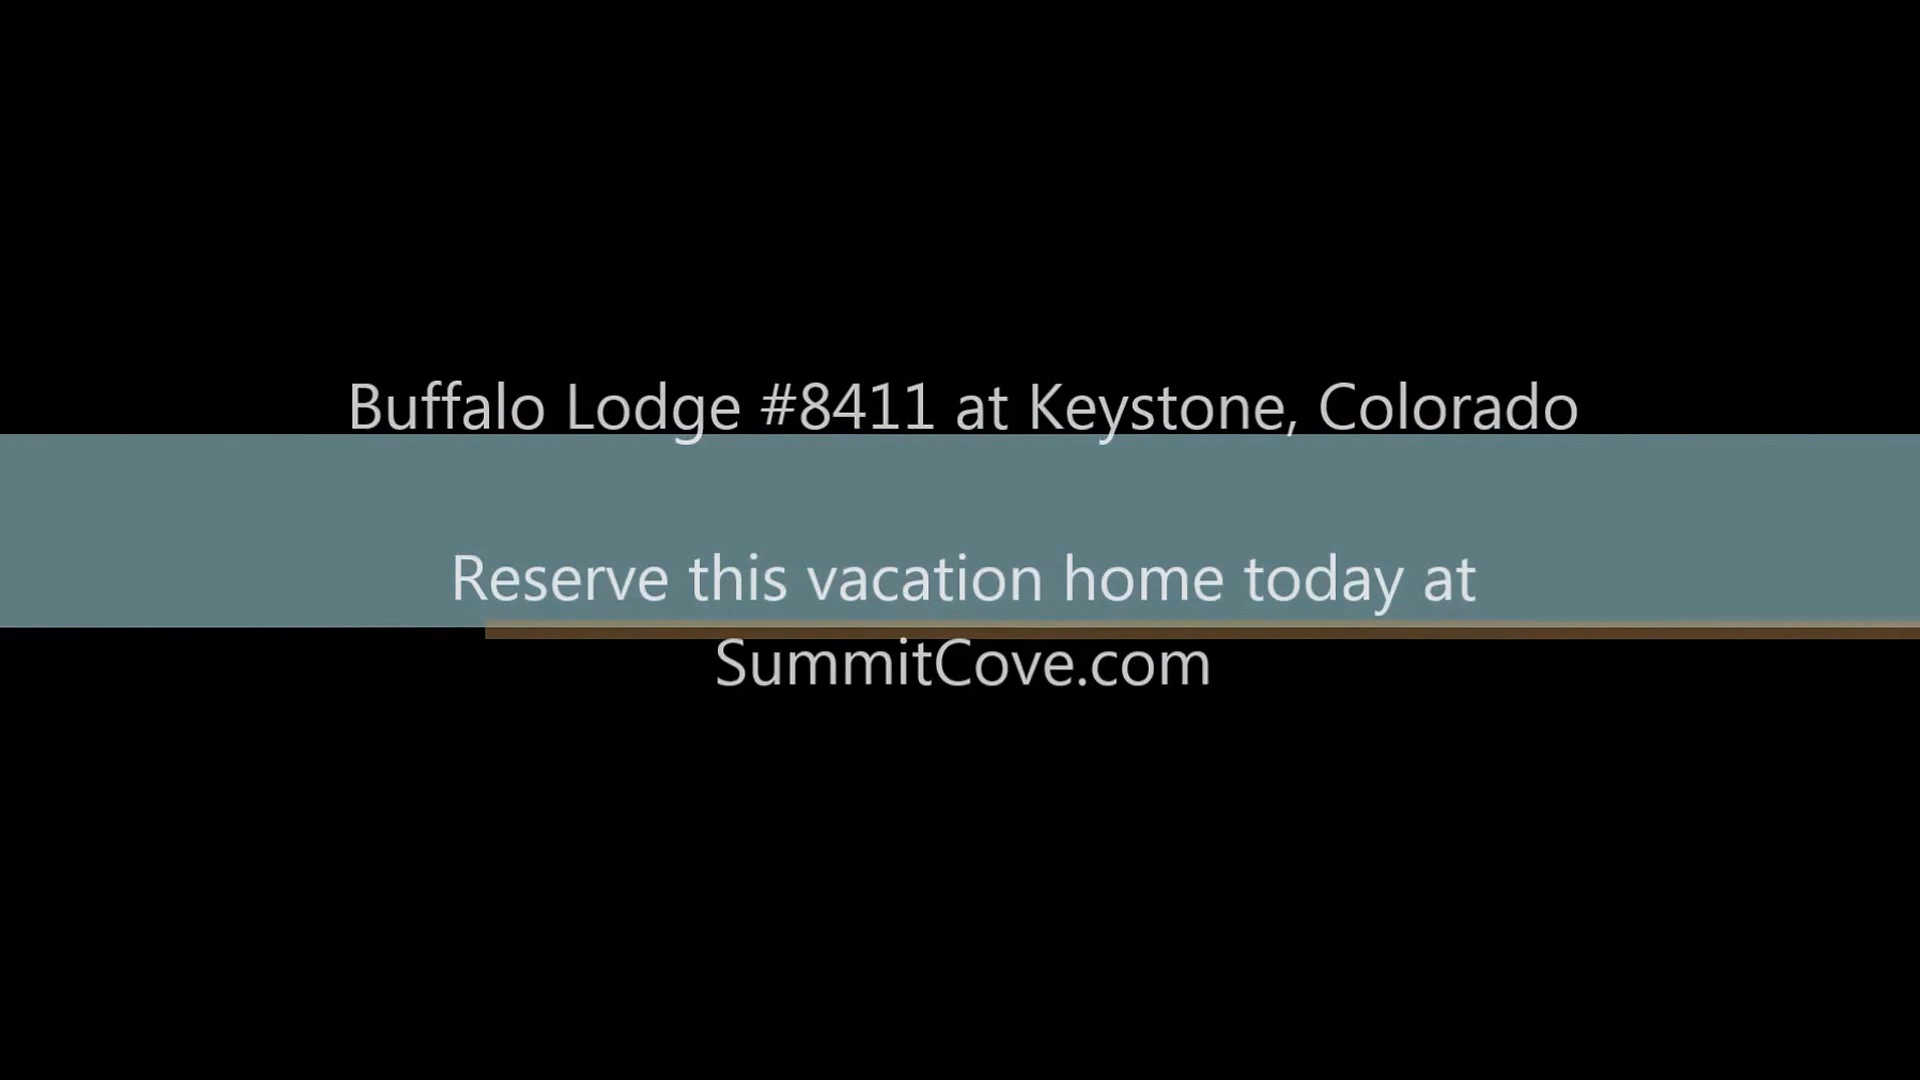 Buffalo Lodge #8411 at Keystone, Colorado
Reserve this vacation home today at
SummitCove.com